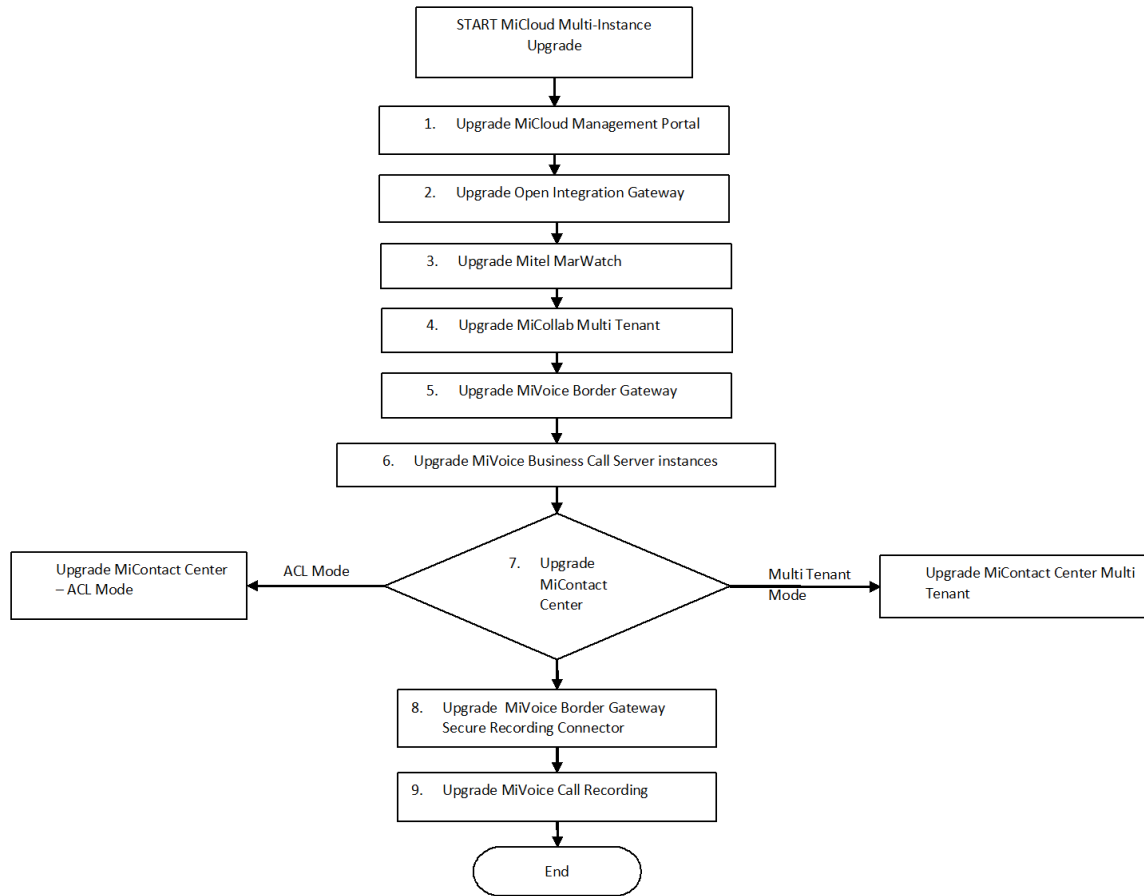 START MiCloud Multi-Instance
Upgrade
1. Upgrade MiCloud Management Portal
2. Upgrade Open Integration Gateway
3. Upgrade Mitel MarWatch
4. Upgrade MiCollab Multi Tenant
5. Upgrade MiVoice Border Gateway
6. Upgrade MiVoice Business Call Server instances
7. Upgrade
MiContact
Center
ACL Mode
Upgrade MiContact Center
– ACL Mode
Multi Tenant
Mode
Upgrade MiContact Center Multi
Tenant
8. Upgrade MiVoice Border Gateway
Secure Recording Connector
9. Upgrade MiVoice Call Recording
End